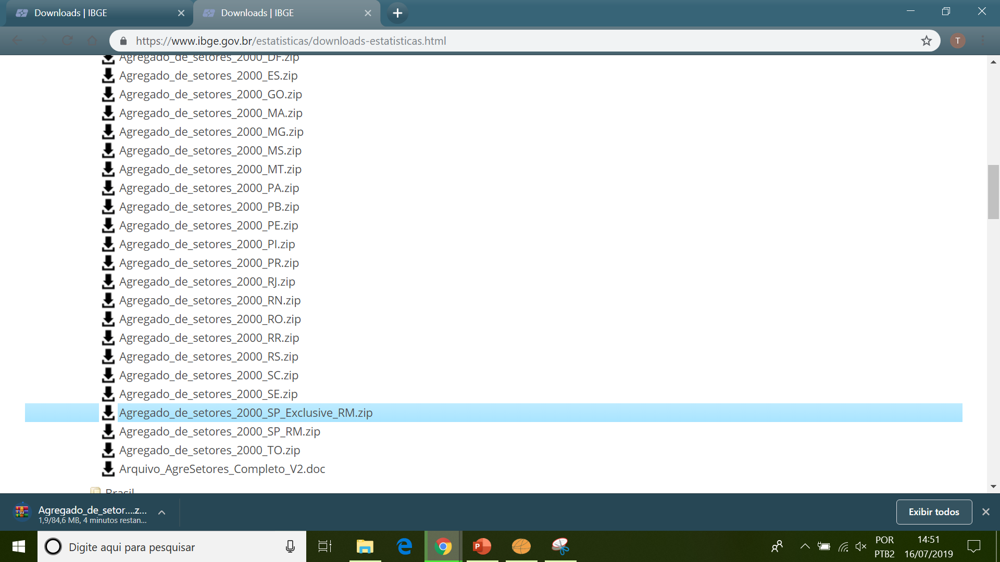 Downloads | IBGE
Downloads | IBGE
https://www.ibge.gov.br/estatisticas/downloads-estatisticas.html
T
Agregado_de_setores_2000_DF.zip
Agregado_de_setores_2000_ES.zip
Agregado_de_setores_2000_GO.zip
Agregado_de_setores_2000_MA.zip
Agregado_de_setores_2000_MG.zip
Agregado_de_setores_2000_MS.zip
Agregado_de_setores_2000_MT.zip
Agregado_de_setores_2000_PA.zip
Agregado_de_setores_2000_PB.zip
Agregado_de_setores_2000_PE.zip
Agregado_de_setores_2000_PI.zip
Agregado_de_setores_2000_PR.zip
Agregado_de_setores_2000_RJ.zip
Agregado_de_setores_2000_RN.zip
Agregado_de_setores_2000_RO.zip
Agregado_de_setores_2000_RR.zip
Agregado_de_setores_2000_RS.zip
Agregado_de_setores_2000_SC.zip
Agregado_de_setores_2000_SE.zip
Agregado_de_setores_2000_SP_Exclusive_RM.zip
Agregado_de_setores_2000_SP_RM.zip
Agregado_de_setores_2000_TO.zip
Arquivo_AgreSetores_Completo_V2.doc
Brasil
Agregado_de_setor....z...
1,9/84,6 MB, 4 minutos restan...
Exibir todos
Digite aqui para pesquisar
P
POR
PTB2
14:51
16/07/2019